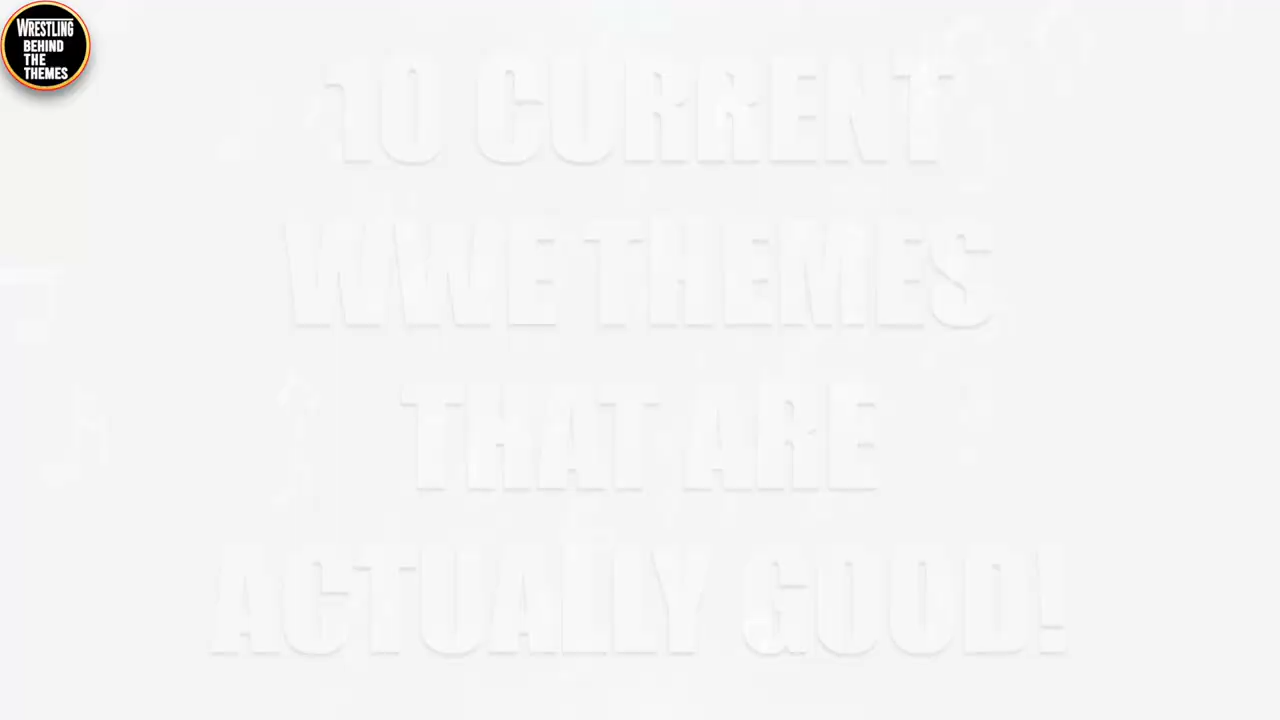 WRESTLING
BEHIND
THE
THEMES
10 CURRENT
WWE THEMES
THAT ARE
ACTUALLY GOOD!